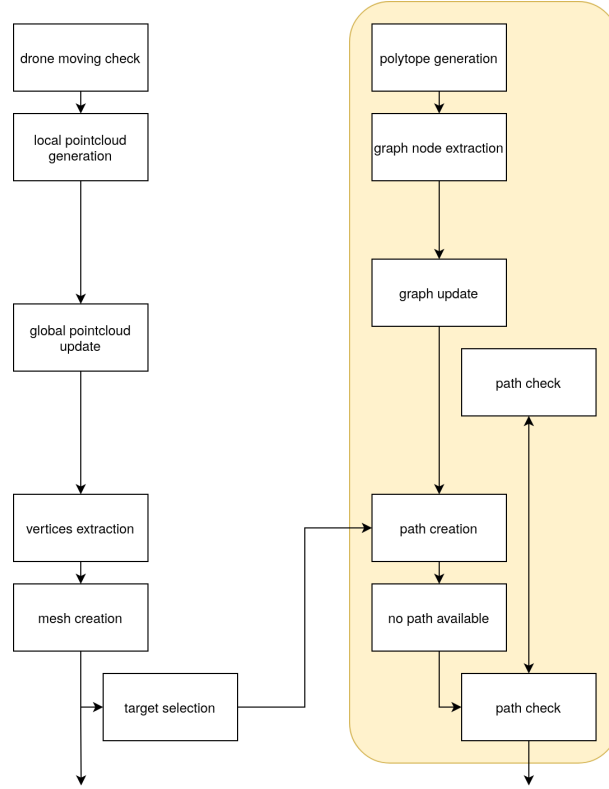 drone moving check
local pointcloud
generation
global pointcloud
update
vertices extraction
mesh creation
target selection
polytope generation
graph node extraction
graph update
path check
path creation
no path available
path check